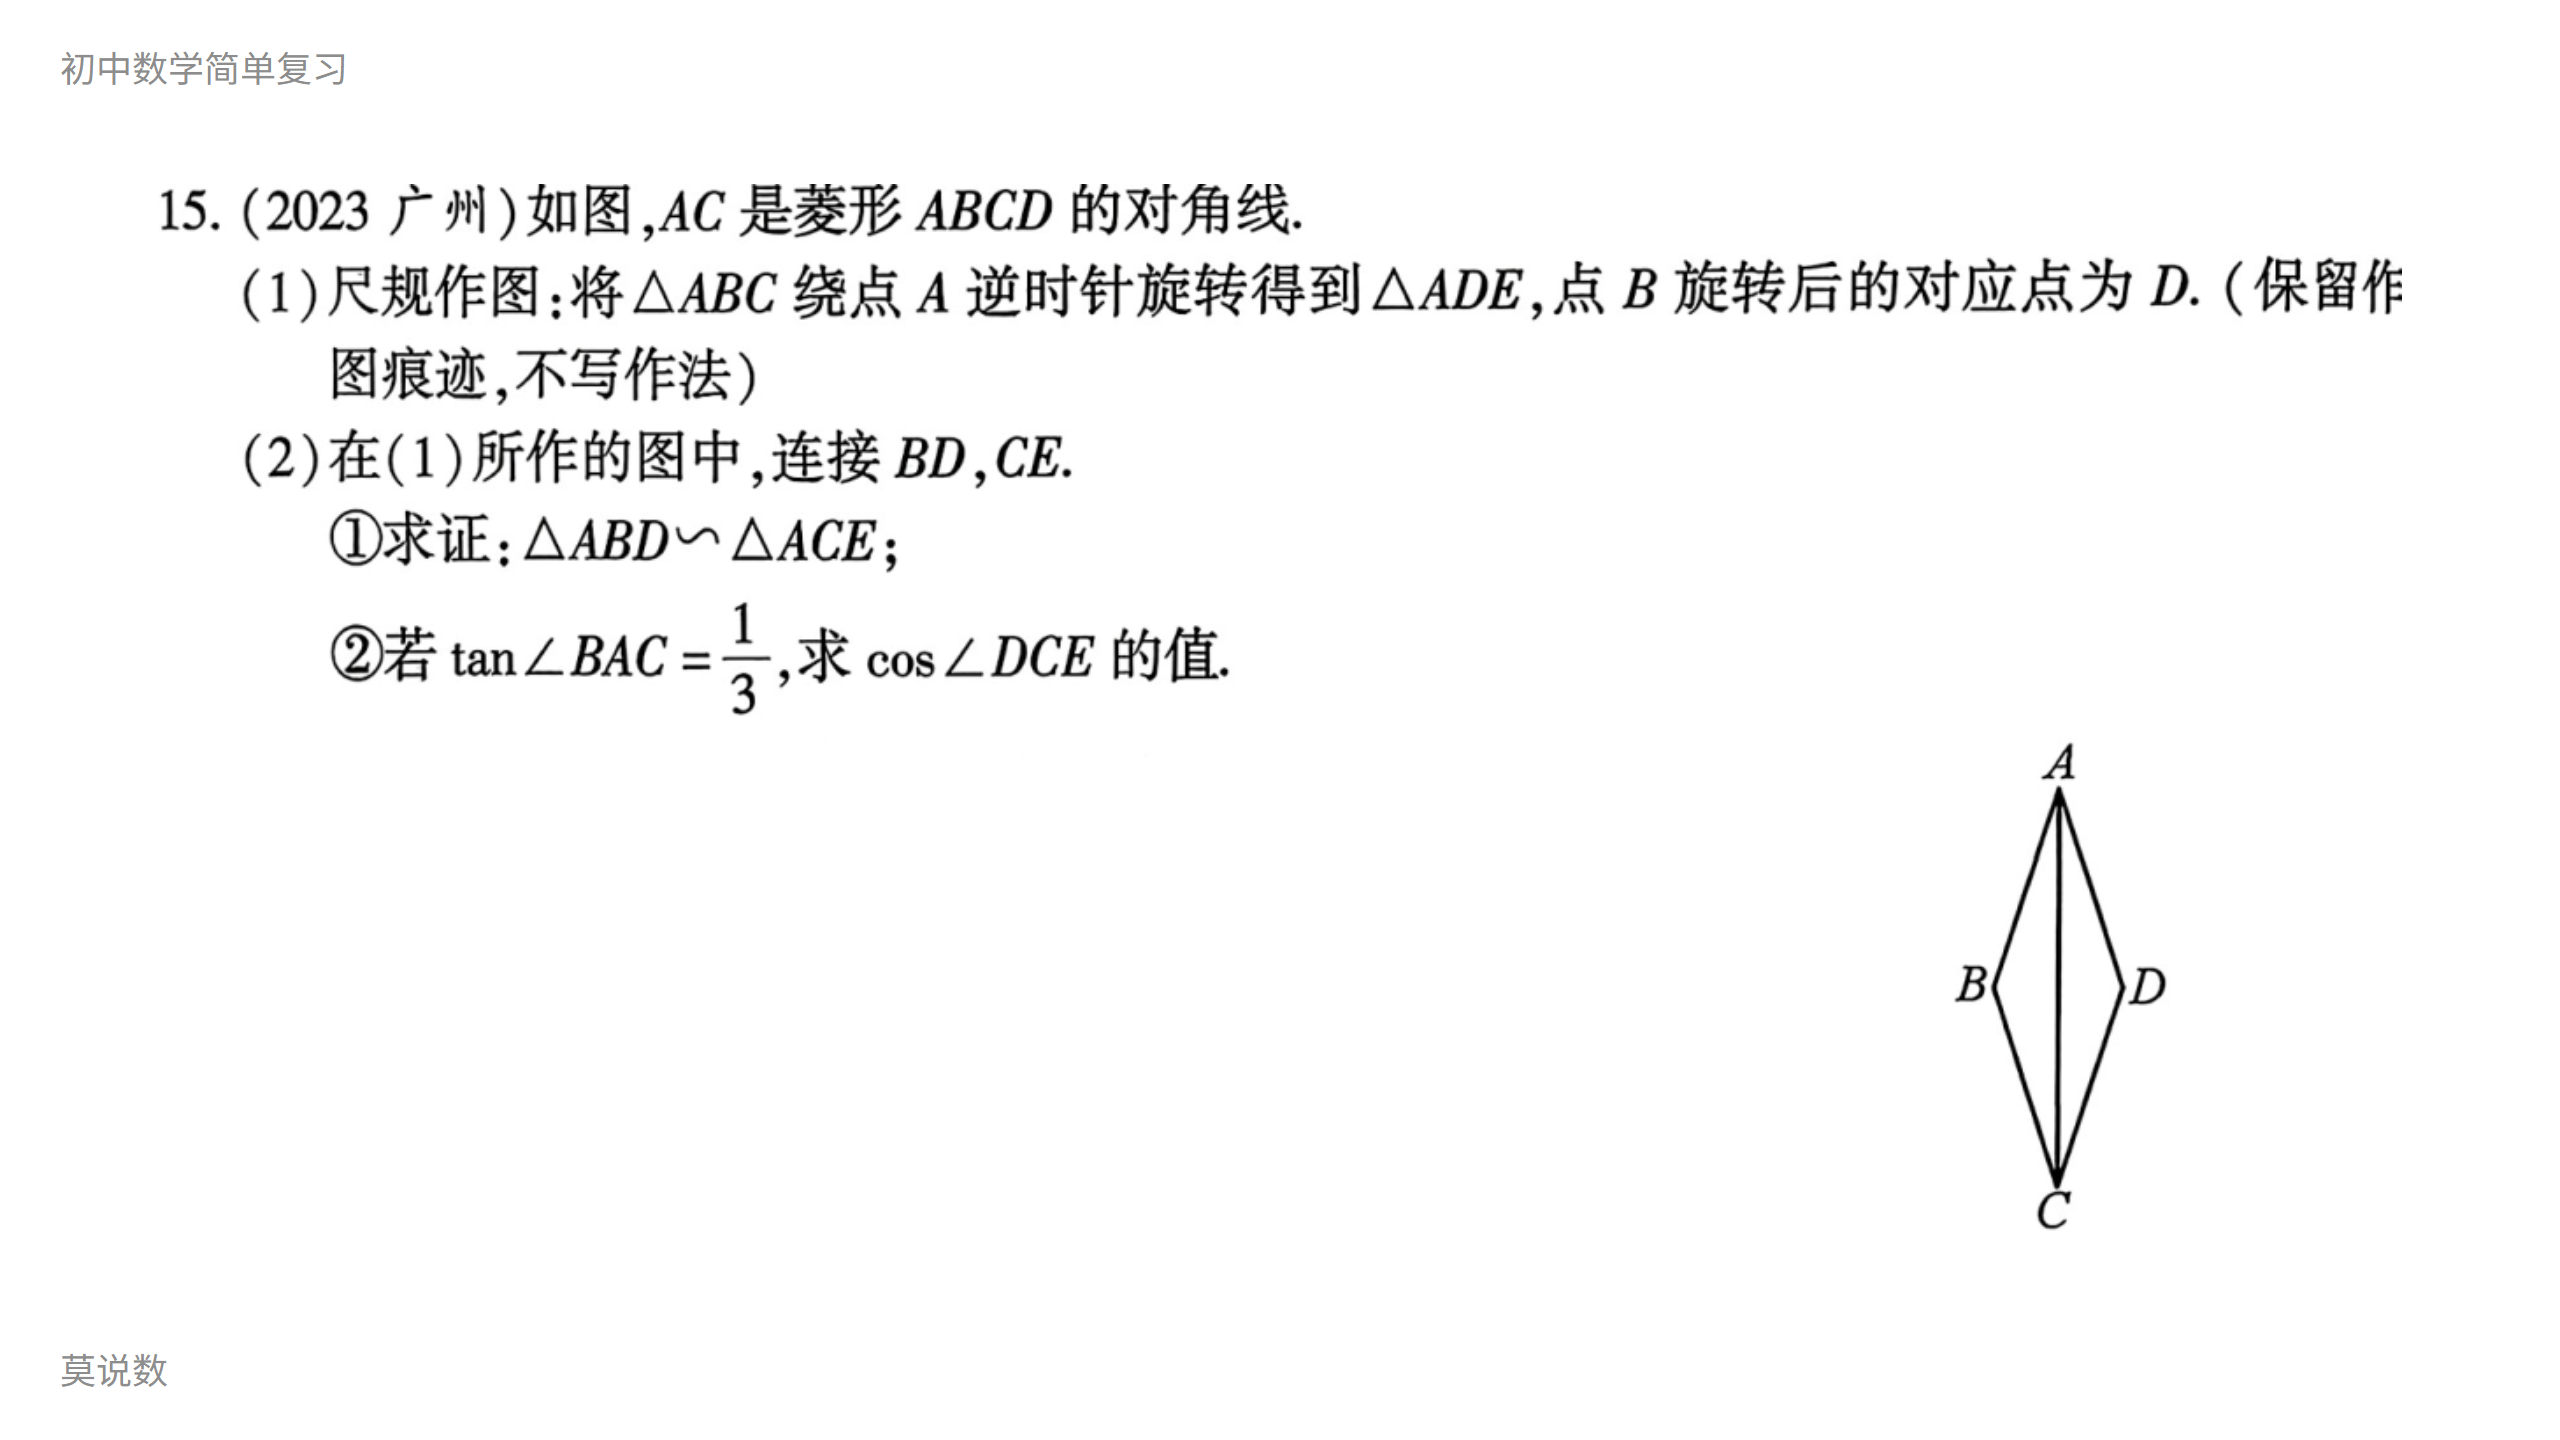 初中数学简单复习
15. (2023 广州)如图,AC 是菱形 ABCD 的对角线.
(1)尺规作图:将△ABC 绕点 A 逆时针旋转得到△ADE,点 B 旋转后的对应点为 D. (保留作
图痕迹,不写作法)
(2)在(1)所作的图中,连接 BD,CE.
①求证:△ABD∽△ACE;
②若 tan∠BAC=1/3,求 cos∠DCE 的值.
A
B
D
C
莫说数